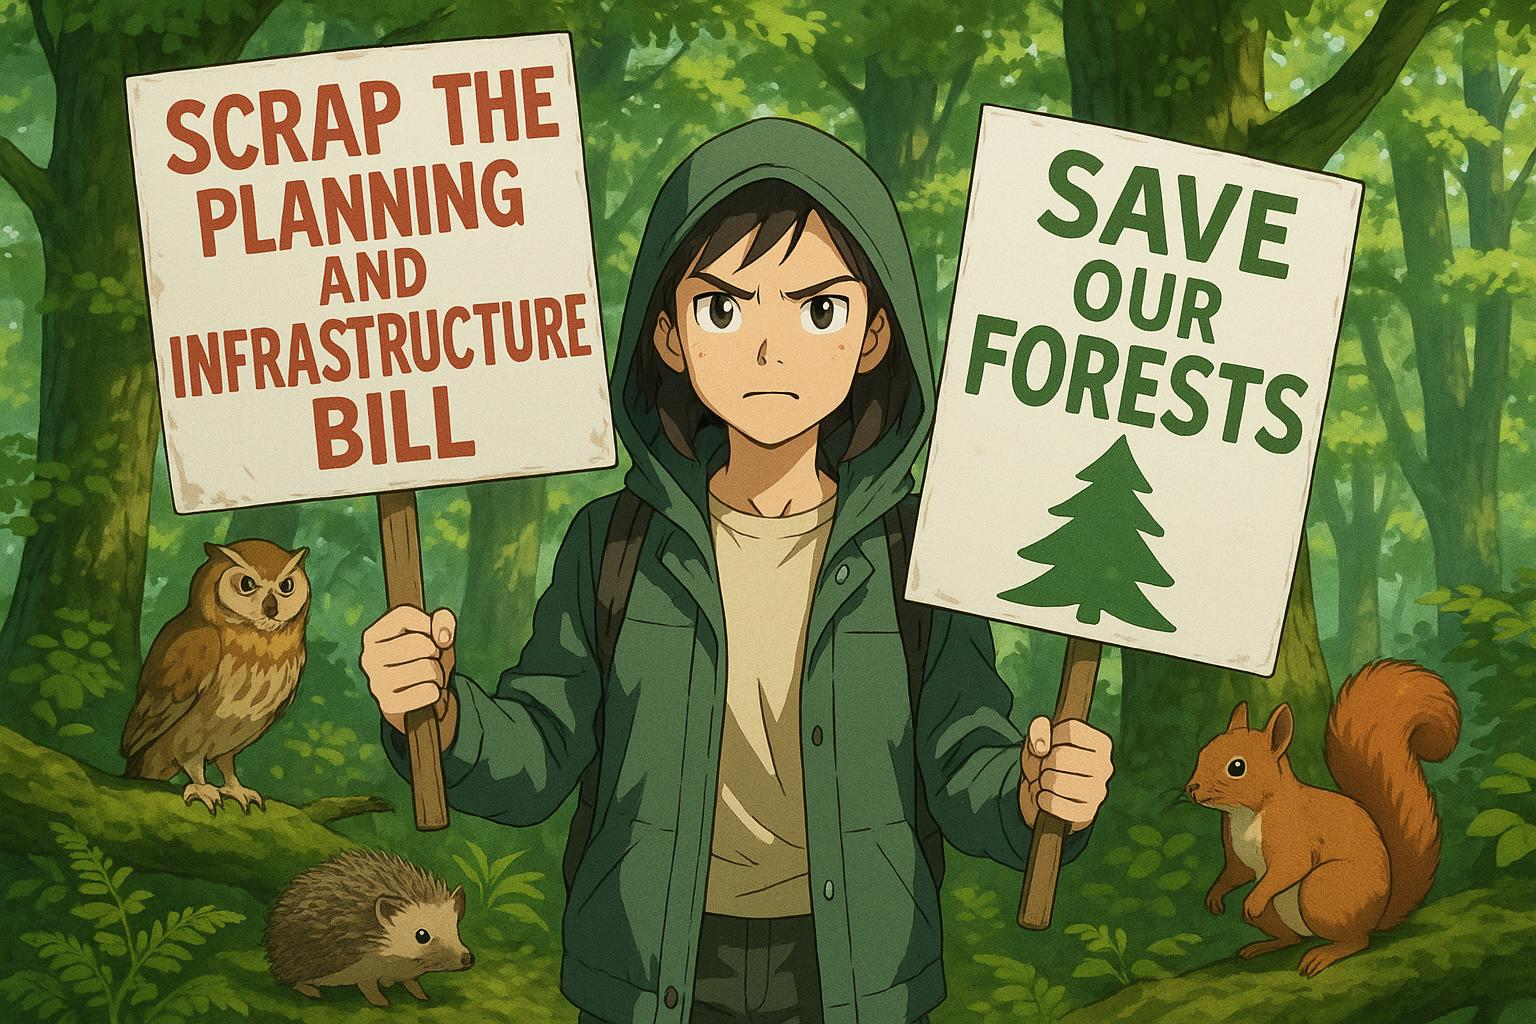 SCRAP THE
PLANNING
AND
INFRASTRUCTURE
BILL
SAVE
OUR
FORESTS